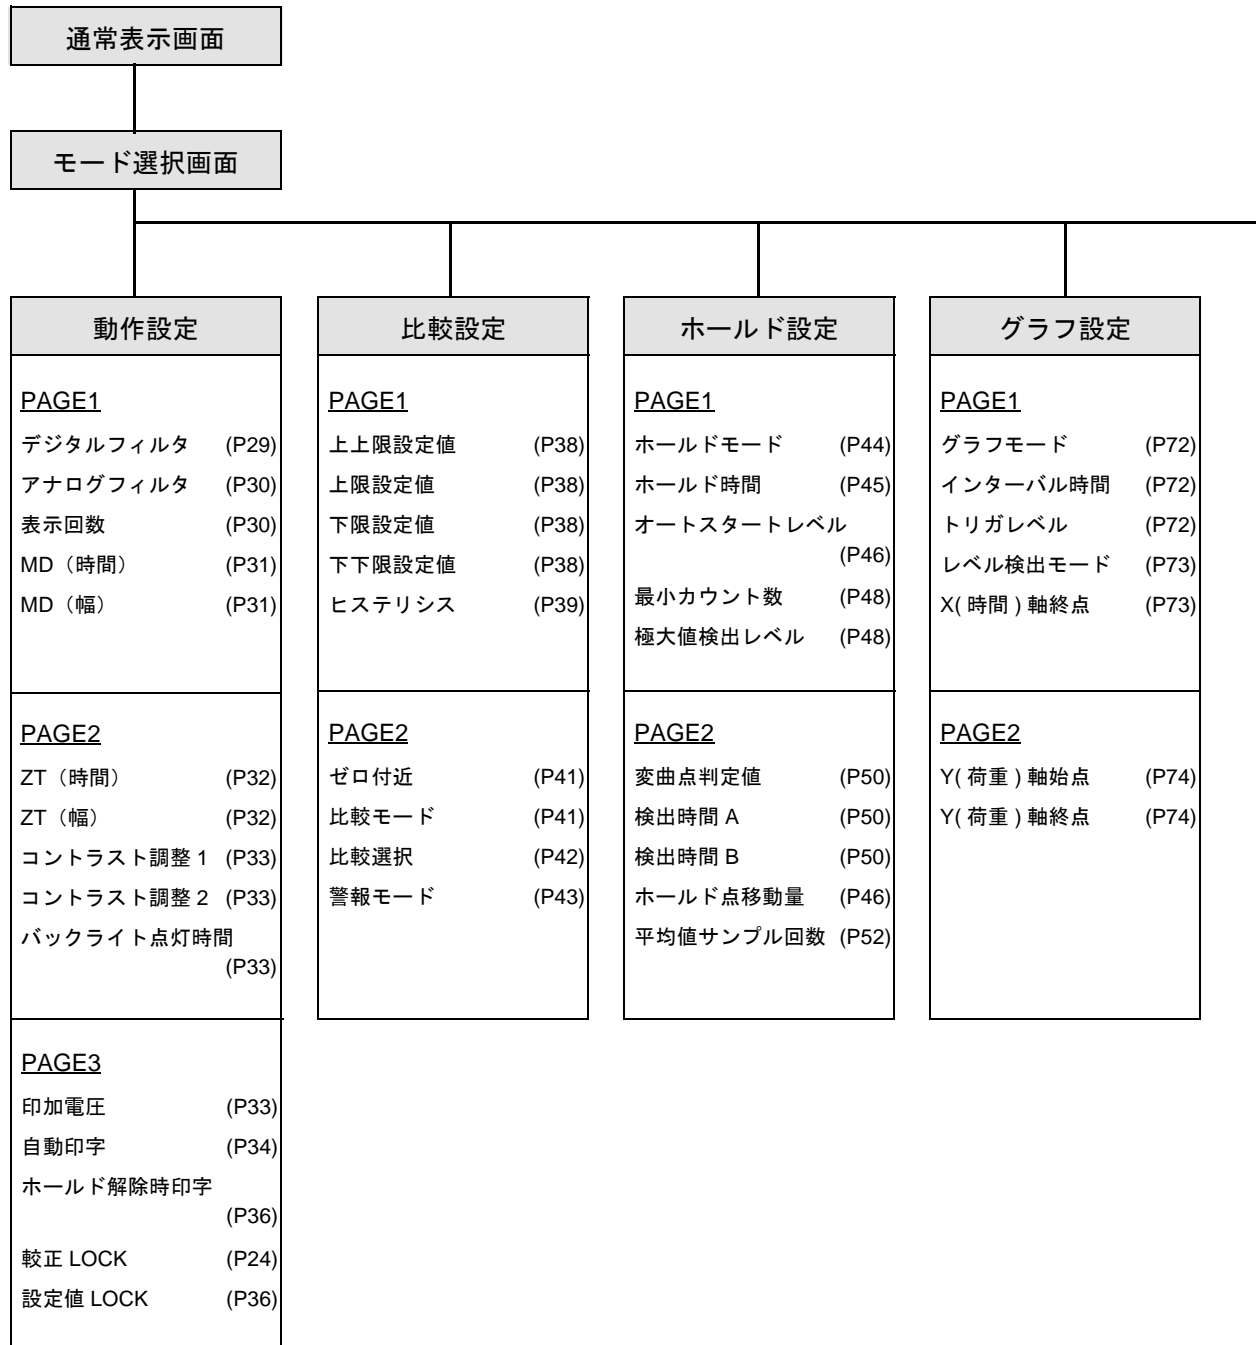 通常表示画面
モード選択画面
動作設定
PAGE1
デジタルフィルタ (P29)
アナログフィルタ (P30)
表示回数 (P30)
MD（時間） (P31)
MD（幅） (P31)
PAGE2
ZT（時間） (P32)
ZT（幅） (P32)
コントラスト調整 1 (P33)
コントラスト調整 2 (P33)
バックライト点灯時間
(P33)
PAGE3
印加電圧 (P33)
自動印字 (P34)
ホールド解除時印字
(P36)
較正 LOCK (P24)
設定値 LOCK (P36)
比較設定
PAGE1
上上限設定値 (P38)
上限設定値 (P38)
下限設定値 (P38)
下下限設定値 (P38)
ヒステリシス (P39)
PAGE2
ゼロ付近 (P41)
比較モード (P41)
比較選択 (P42)
警報モード (P43)
ホールド設定
PAGE1
ホールドモード (P44)
ホールド時間 (P45)
オートスタートレベル
(P46)
最小カウント数 (P48)
極大値検出レベル (P48)
PAGE2
変曲点判定値 (P50)
検出時間 A (P50)
検出時間 B (P50)
ホールド点移動量 (P46)
平均値サンプル回数 (P52)
グラフ設定
PAGE1
グラフモード (P72)
インターバル時間 (P72)
トリガレベル (P72)
レベル検出モード (P73)
X( 時間 ) 軸終点 (P73)
PAGE2
Y( 荷重 ) 軸始点 (P74)
Y( 荷重 ) 軸終点 (P74)